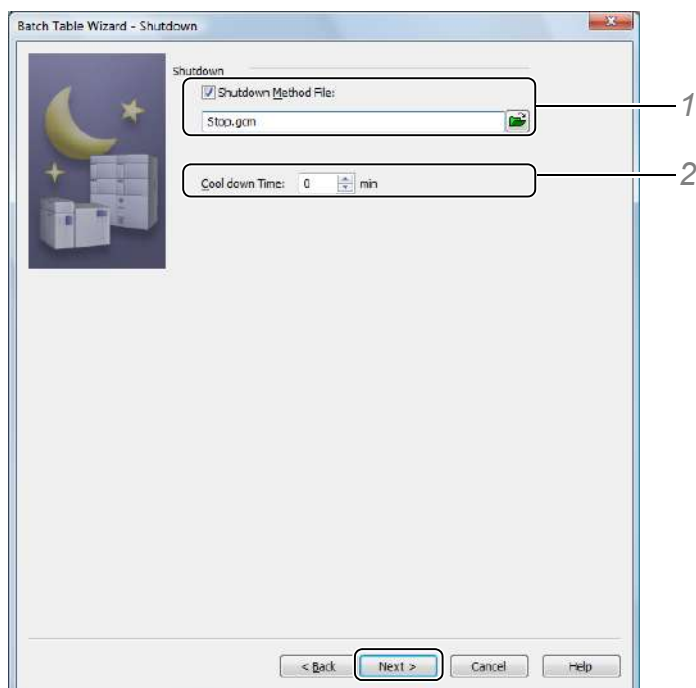 Batch Table Wizard - Shutdown
Shutdown
Shutdown Method File:
1
Stop.gcm
Cool down Time: 0 min
2
< Back Next > Cancel Help